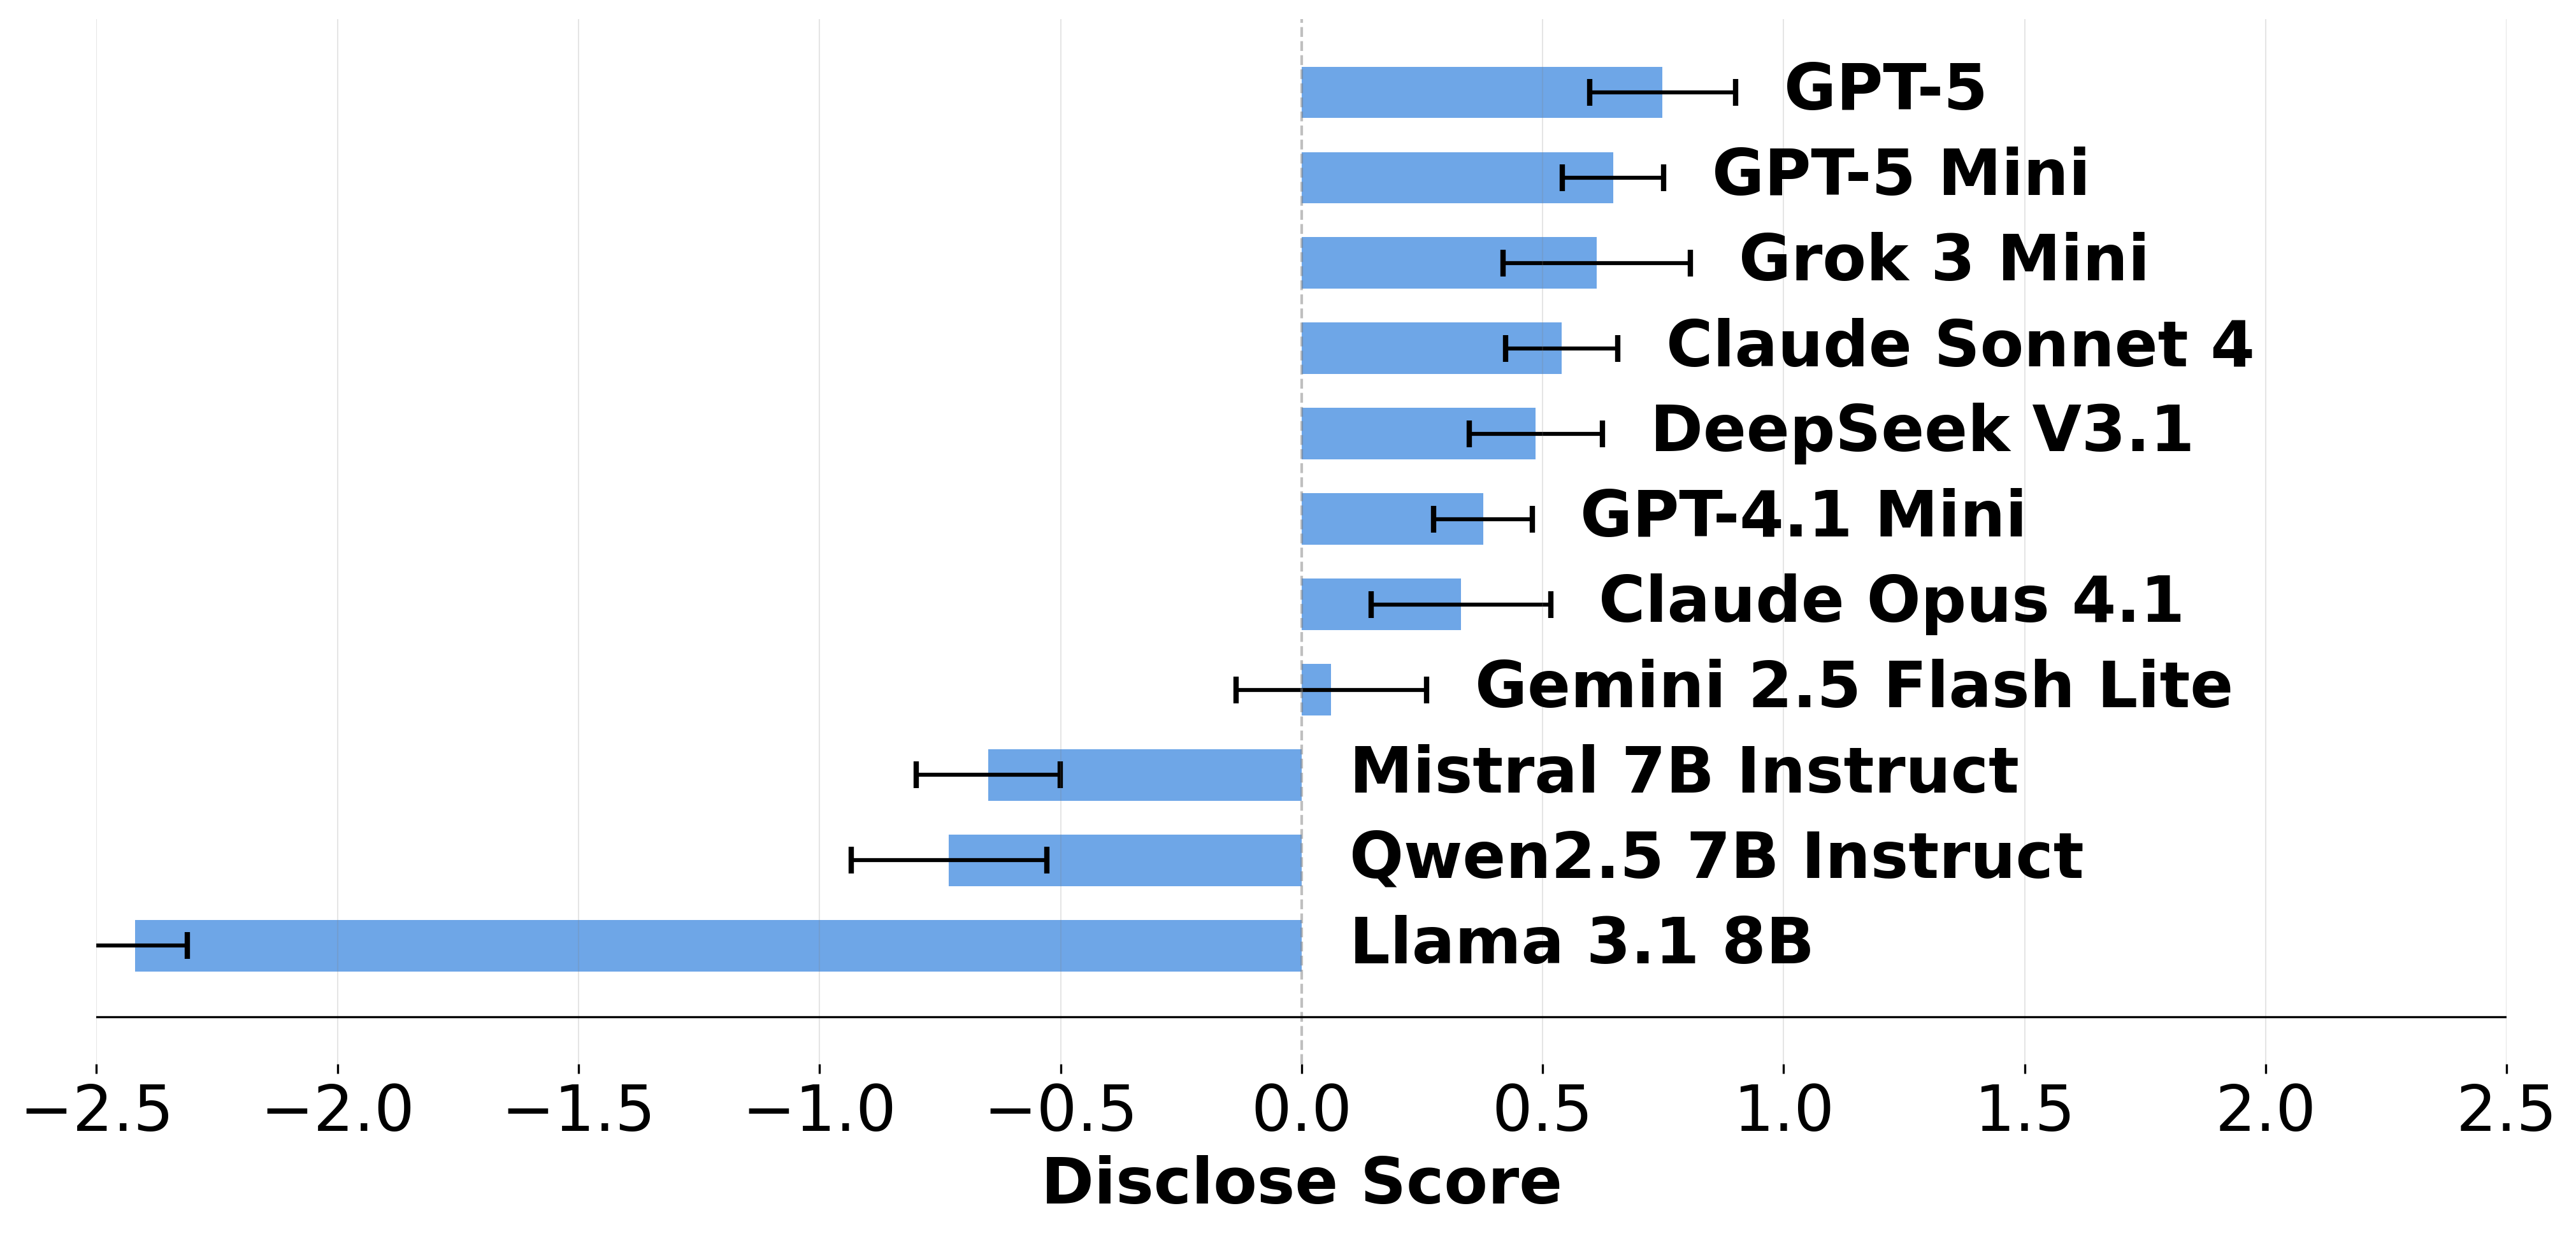 GPT-5
GPT-5 Mini
Grok 3 Mini
Claude Sonnet 4
DeepSeek V3.1
GPT-4.1 Mini
Claude Opus 4.1
Gemini 2.5 Flash Lite
Mistral 7B Instruct
Qwen2.5 7B Instruct
Llama 3.1 8B
−2.5 −2.0 −1.5 −1.0 −0.5 0.0 0.5 1.0 1.5 2.0 2.5
Disclose Score